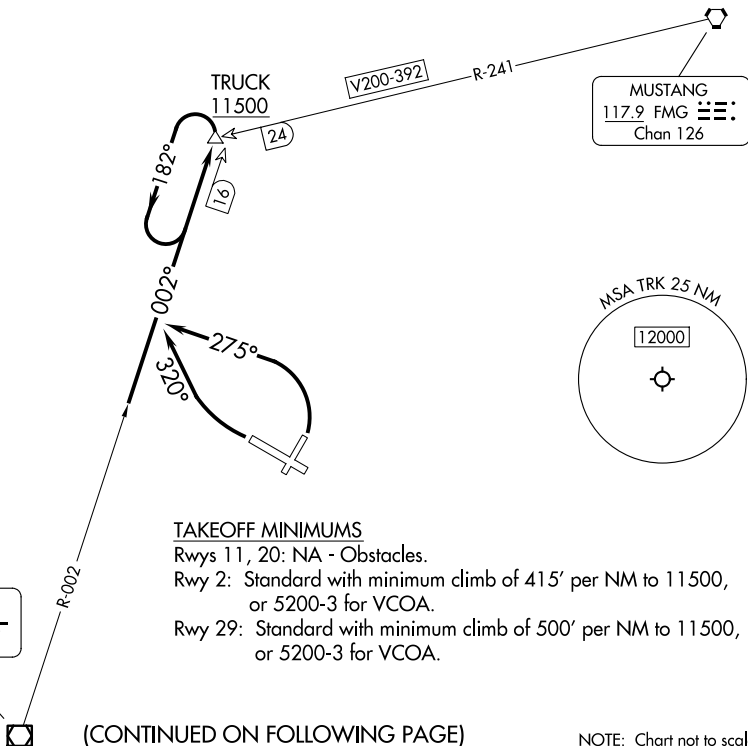 TRUCK
11500
V200-392
R-241
24
MUSTANG
117.9 FMG
Chan 126
182°
16
002°
275°
320°
MSA TRK 25 NM
12000
R-002
TAKEOFF MINIMUMS
Rwys 11, 20: NA - Obstacles.
Rwy 2: Standard with minimum climb of 415' per NM to 11500,
or 5200-3 for VCOA.
Rwy 29: Standard with minimum climb of 500' per NM to 11500,
or 5200-3 for VCOA.
(CONTINUED ON FOLLOWING PAGE)
NOTE: Chart not to scal